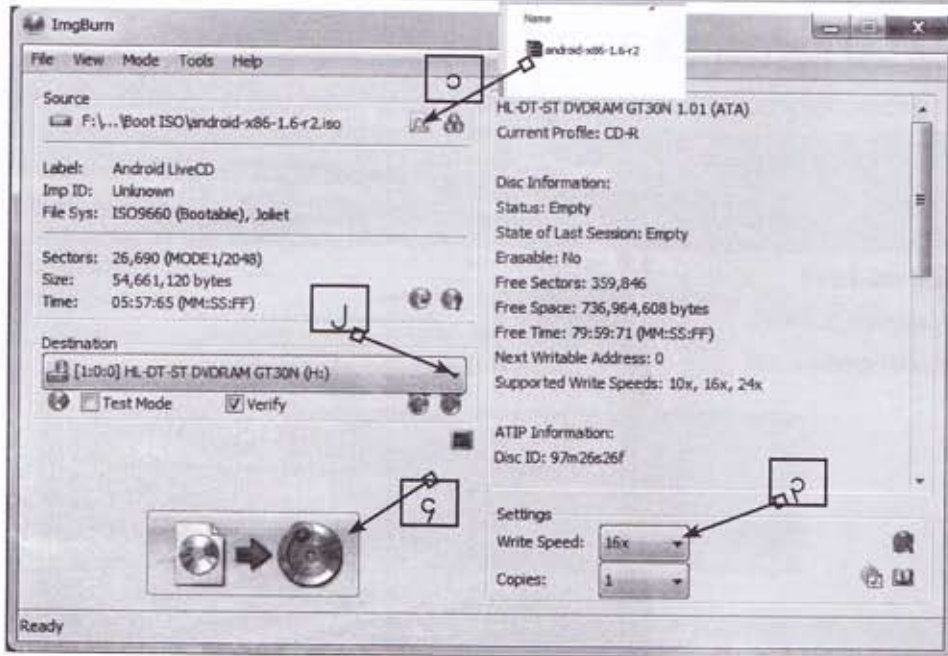 Name
android-x86-1.6-r2
ImgBurn
File View Mode Tools Help
Source
F:\...\Boot ISO\android-x86-1.6-r2.iso
Label: Android LiveCD
Imp ID: Unknown
File Sys: ISO9660 (Bootable), Joliet
Sectors: 26,690 (MODE1/2048)
Size: 54,661,120 bytes
Time: 05:57:65 (MM:SS:FF)
Destination
[1:0:0] HL-DT-ST DVDRAM GT30N (H:)
Test Mode Verify
HL-DT-ST DVDRAM GT30N 1.01 (ATA)
Current Profile: CD-R
Disc Information:
Status: Empty
State of Last Session: Empty
Erasable: No
Free Sectors: 359,846
Free Space: 736,964,608 bytes
Free Time: 79:59:71 (MM:SS:FF)
Next Writable Address: 0
Supported Write Speeds: 10x, 16x, 24x
ATIP Information:
Disc ID: 97m26s26f
Settings
Write Speed: 16x
Copies: 1
Ready